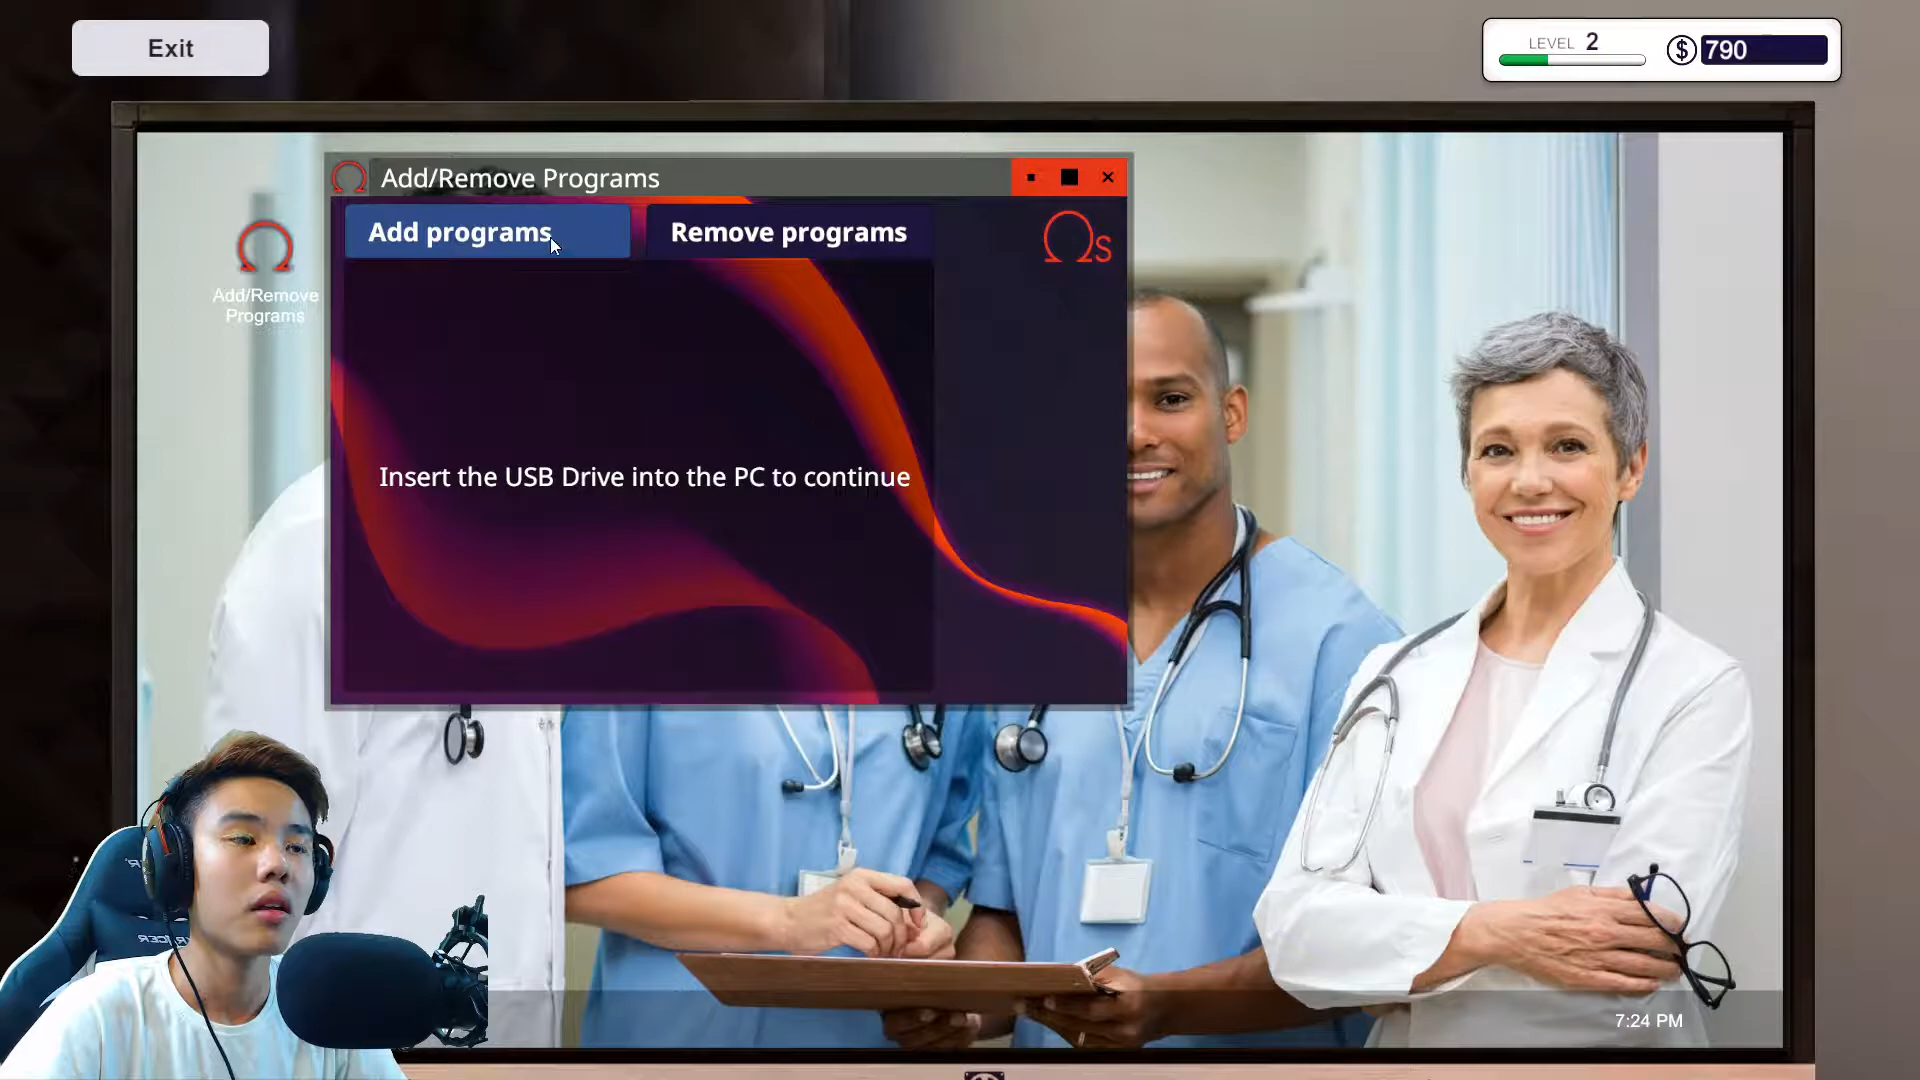 Exit
LEVEL 2
$ 790
Add/Remove Programs
Add programs
Remove programs
Ωs
Add/Remove
Programs
Insert the USB Drive into the PC to continue
7:24 PM